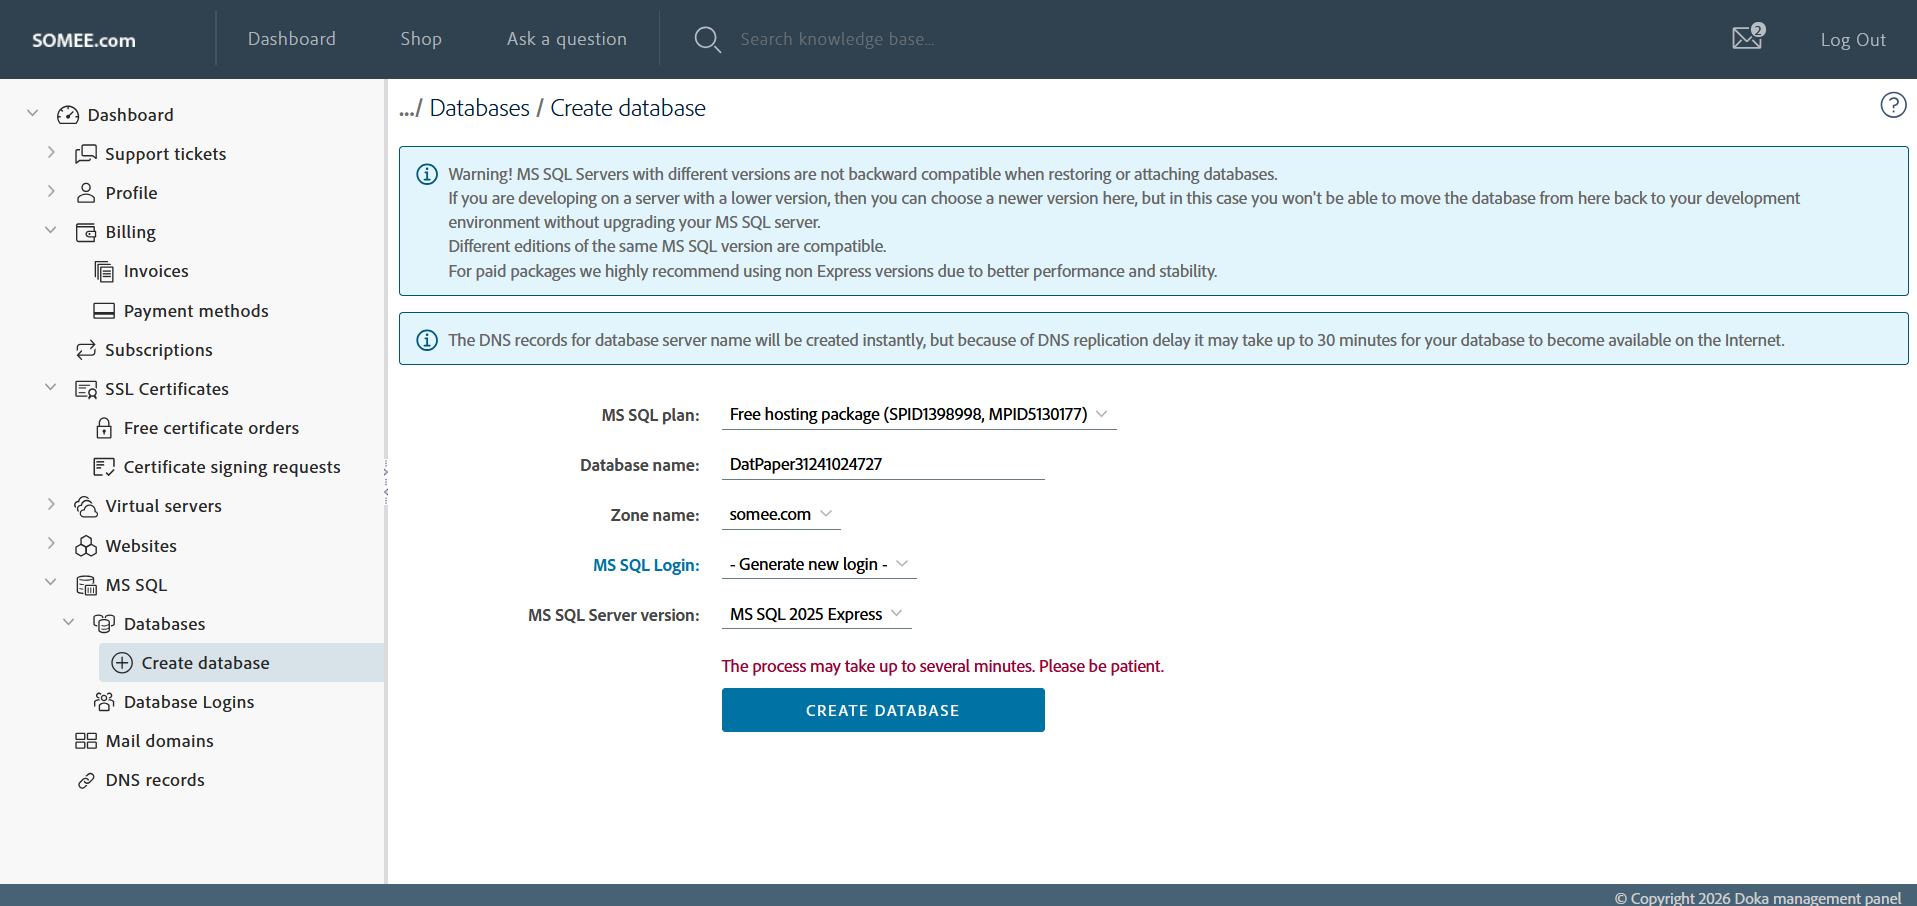 SOMEE.com
Dashboard
Shop
Ask a question
Search knowledge base...
2
Log Out
Dashboard
Support tickets
Profile
Billing
Invoices
Payment methods
Subscriptions
SSL Certificates
Free certificate orders
Certificate signing requests
Virtual servers
Websites
MS SQL
Databases
Create database
Database Logins
Mail domains
DNS records
.../ Databases / Create database
?
Warning! MS SQL Servers with different versions are not backward compatible when restoring or attaching databases.
If you are developing on a server with a lower version, then you can choose a newer version here, but in this case you won't be able to move the database from here back to your development
environment without upgrading your MS SQL server.
Different editions of the same MS SQL version are compatible.
For paid packages we highly recommend using non Express versions due to better performance and stability.
The DNS records for database server name will be created instantly, but because of DNS replication delay it may take up to 30 minutes for your database to become available on the Internet.
MS SQL plan: Free hosting package (SPID1398998, MPID5130177)
Database name: DatPaper31241024727
Zone name: somee.com
MS SQL Login: - Generate new login -
MS SQL Server version: MS SQL 2025 Express
The process may take up to several minutes. Please be patient.
CREATE DATABASE
© Copyright 2026 Doka management panel